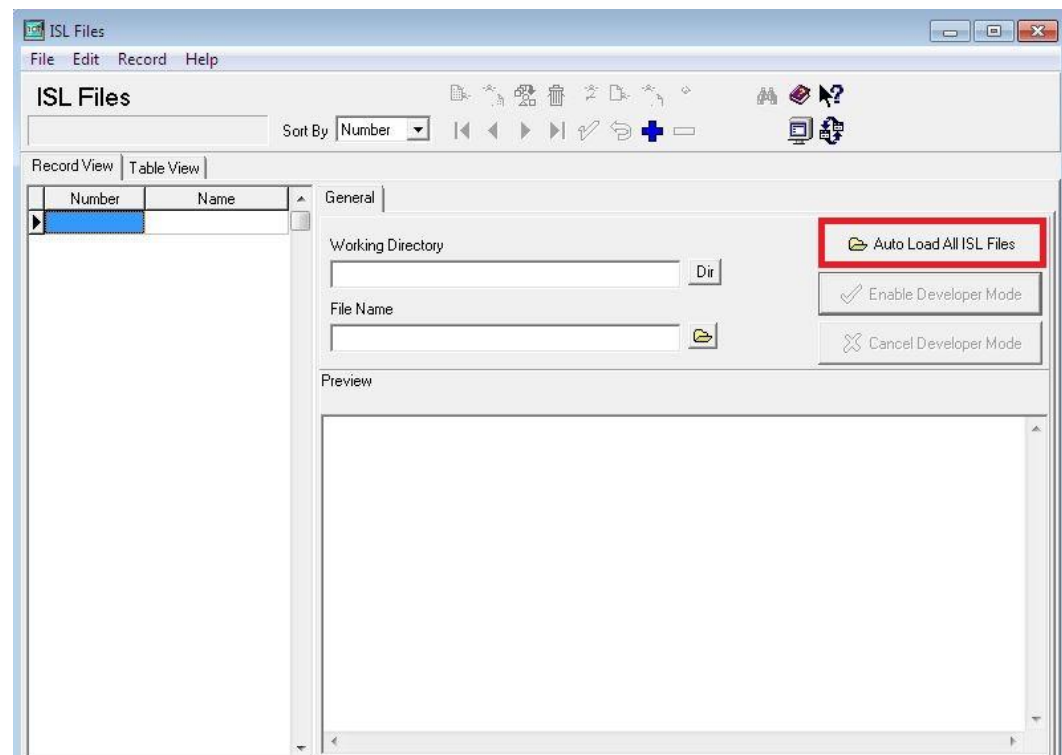 ISL Files
File Edit Record Help
ISL Files
Sort By Number
Record View Table View
Number Name
General
Working Directory
Dir
File Name
Auto Load All ISL Files
Enable Developer Mode
Cancel Developer Mode
Preview